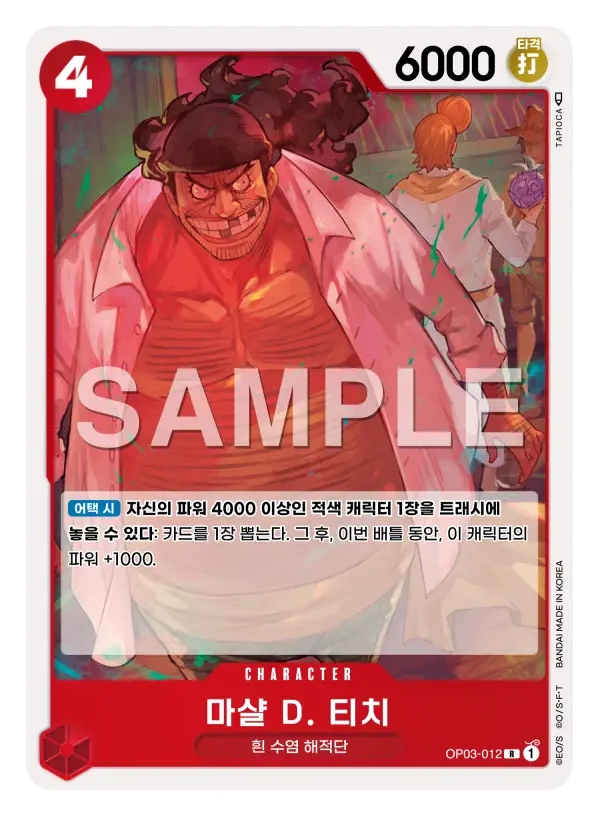 4
6000
타격
打
TAPIOCA
SAMPLE
어택 시 자신의 파워 4000 이상인 적색 캐릭터 1장을 트래시에
놓을 수 있다: 카드를 1장 뽑는다. 그 후, 이번 배틀 동안, 이 캐릭터의
파워 +1000.
CHARACTER
마샬 D. 티치
흰 수염 해적단
OP03-012 R 1
©EO/S ©O/S・F・T BANDAI MADE IN KOREA